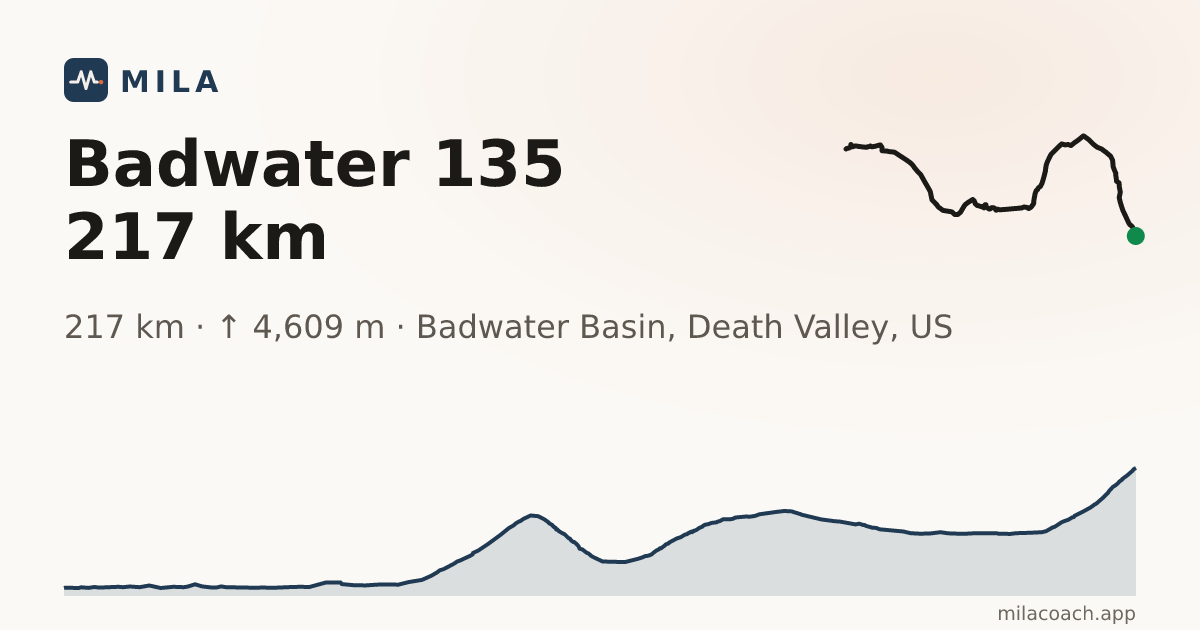 MILA
Badwater 135
217 km
217 km · ↑ 4,609 m · Badwater Basin, Death Valley, US
milacoach.app